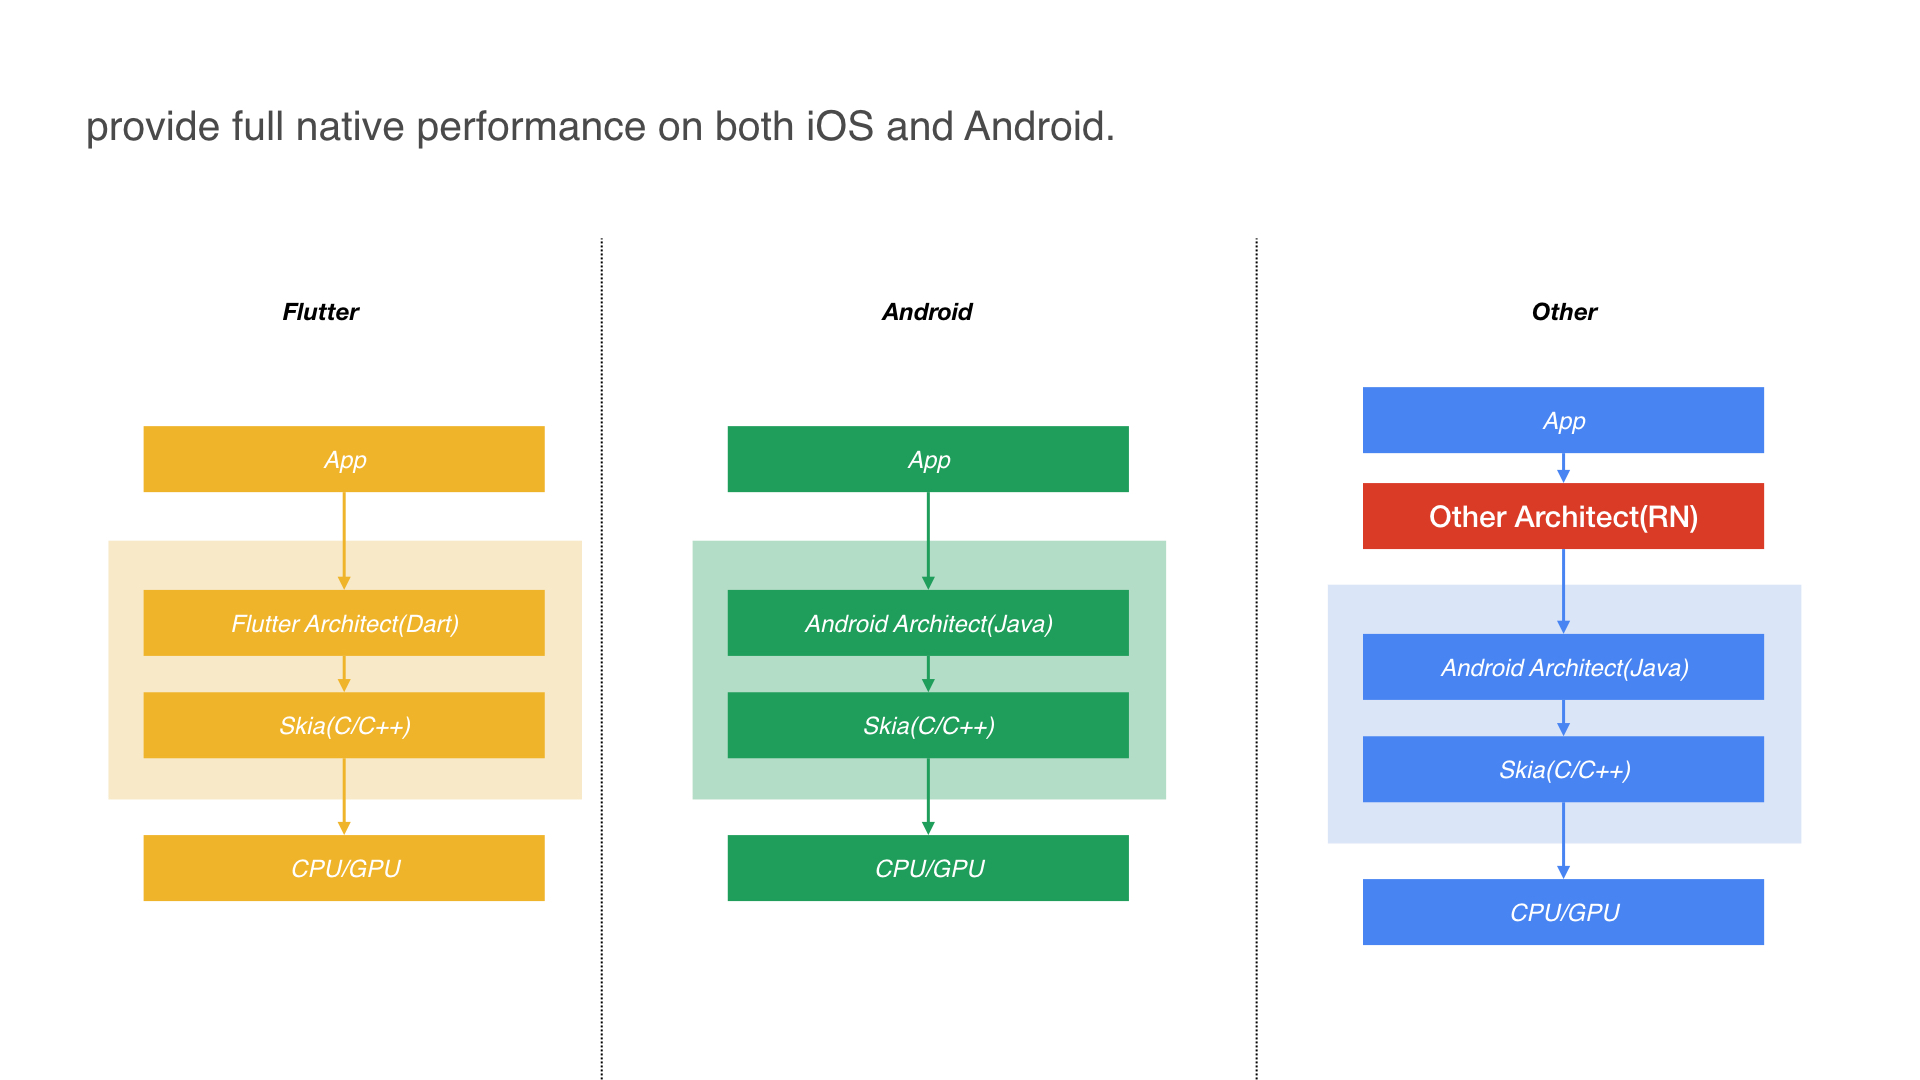 provide full native performance on both iOS and Android.
Flutter
App
Flutter Architect(Dart)
Skia(C/C++)
CPU/GPU
Android
App
Android Architect(Java)
Skia(C/C++)
CPU/GPU
Other
App
Other Architect(RN)
Android Architect(Java)
Skia(C/C++)
CPU/GPU